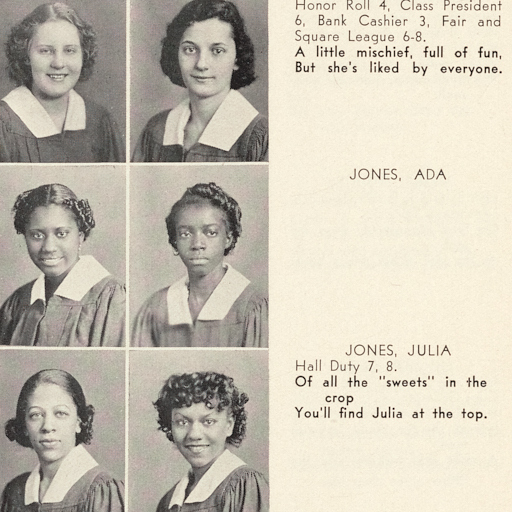 Honor Roll 4, Class President
6, Bank Cashier 3, Fair and
Square League 6-8.
A little mischief, full of fun,
But she's liked by everyone.
JONES, ADA
JONES, JULIA
Hall Duty 7, 8.
Of all the "sweets" in the
crop
You'll find Julia at the top.